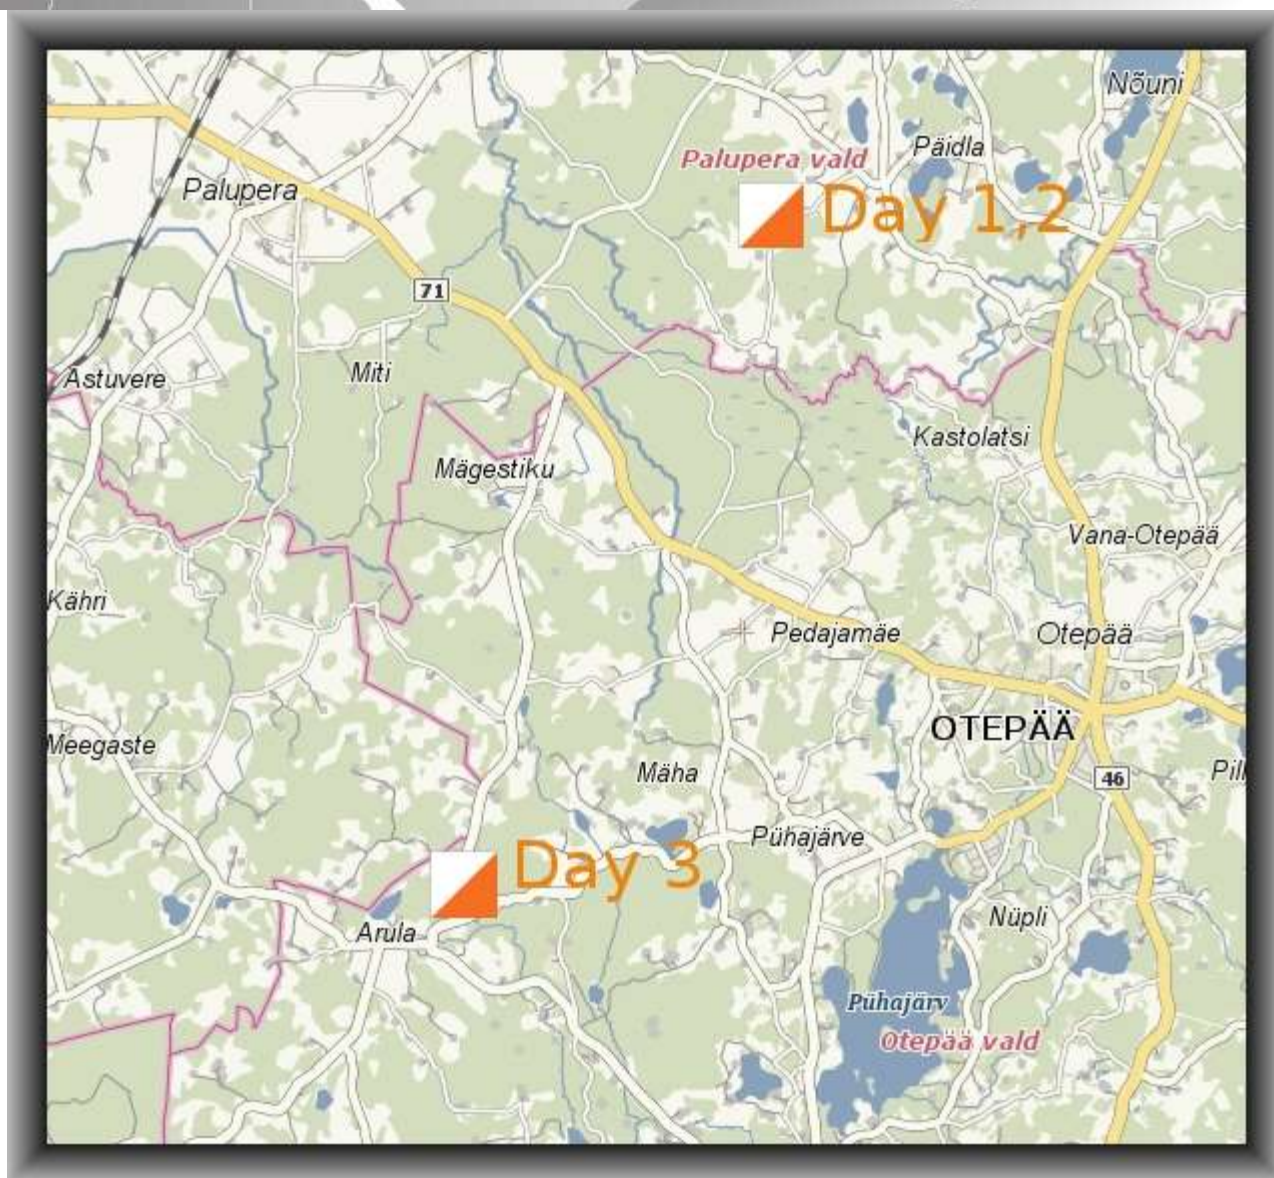 Nõuni
Päidla
Palupera vald
Palupera
Day 1,2
71
Astuvere
Miti
Kastolatsi
Mägestiku
Vana-Otepää
Kähri
Pedajamäe
Otepää
OTEPÄÄ
Meegaste
Mäha
46
Pühajärve
Day 3
Nüpli
Arula
Pühajärv
Otepää vald